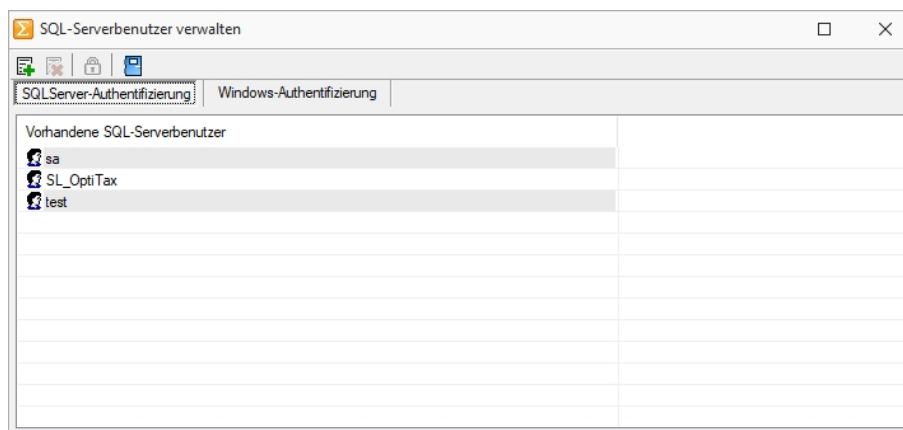 SQL-Serverbenutzer verwalten
SQLServer-Authentifizierung Windows-Authentifizierung
Vorhandene SQL-Serverbenutzer
sa
SL_OptiTax
test